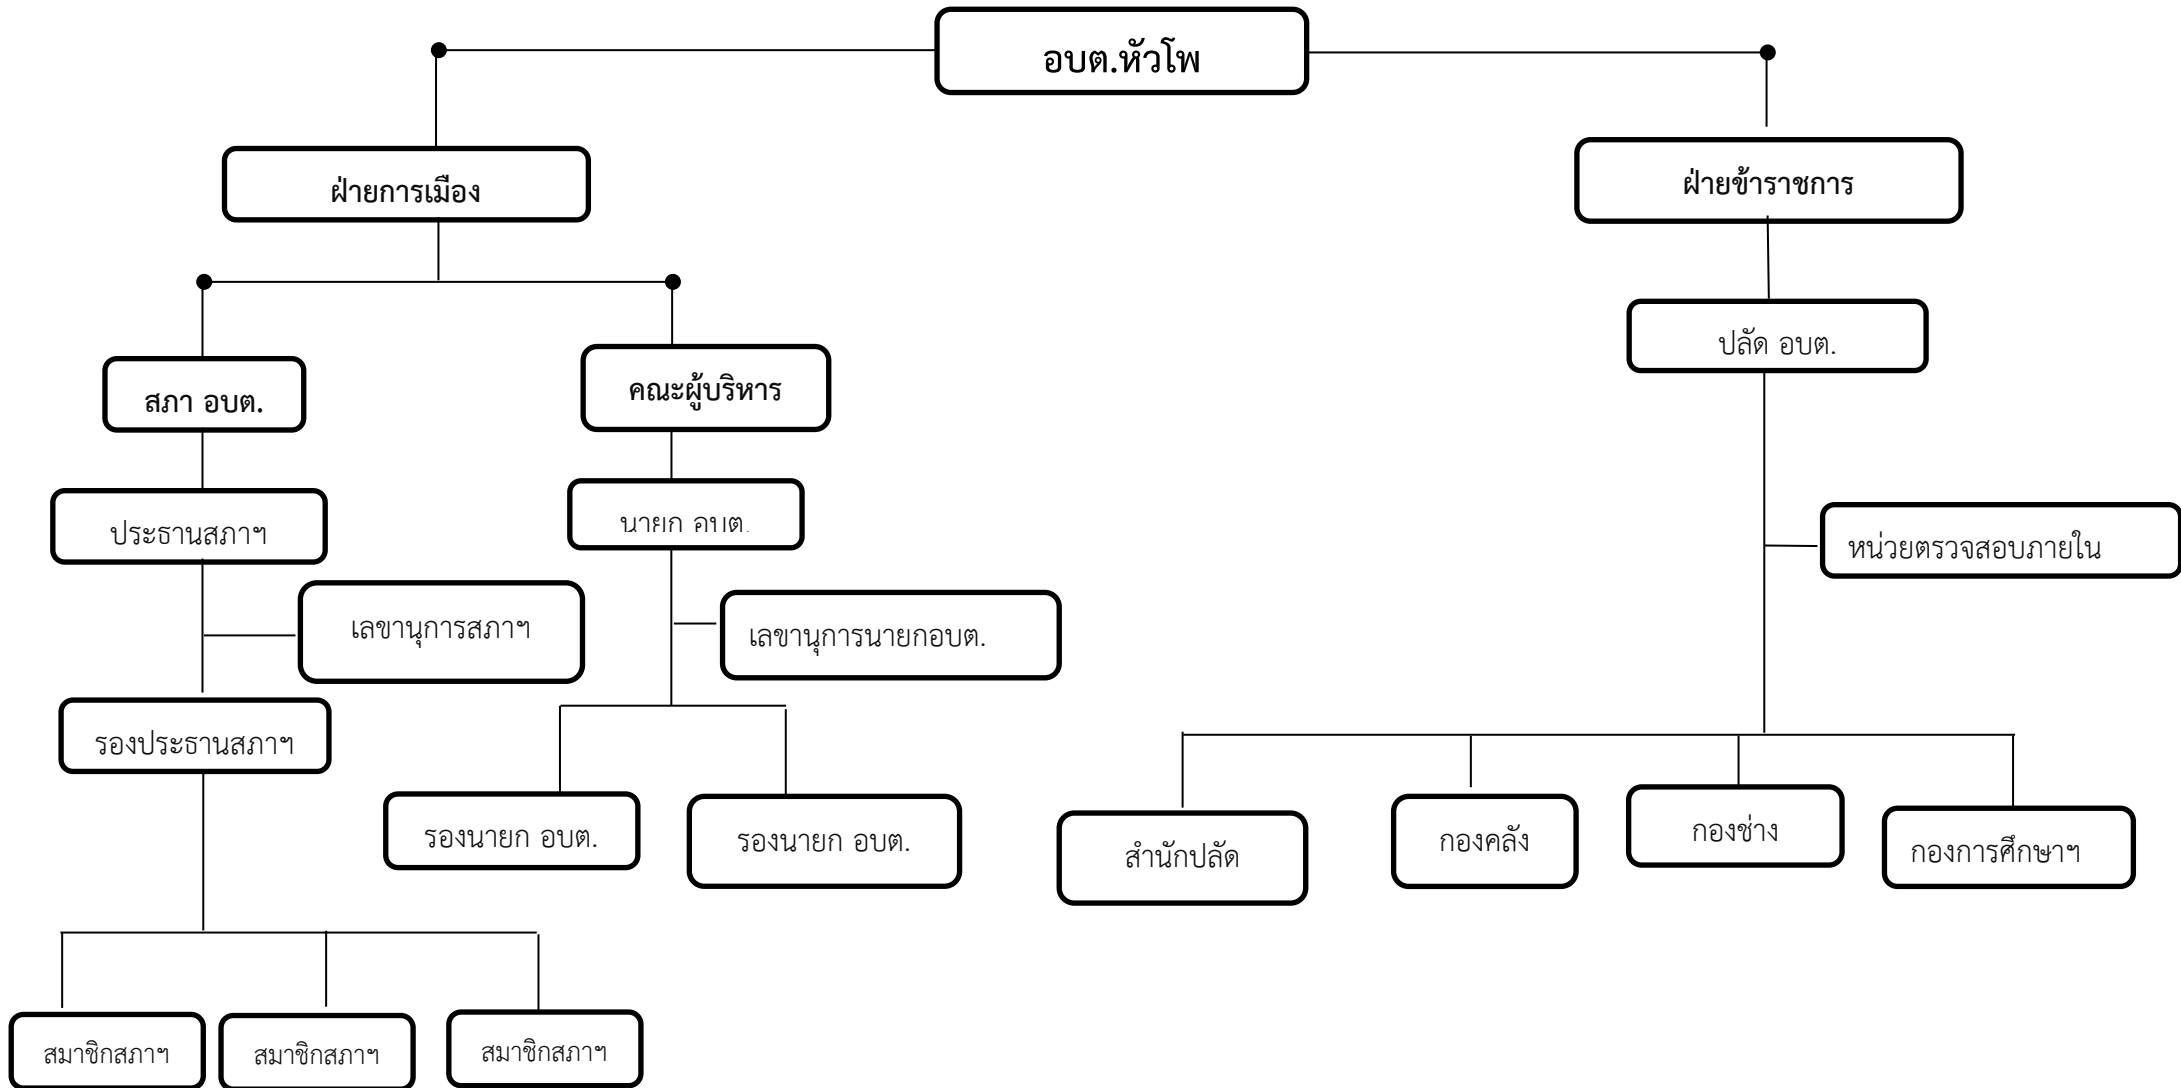 อบต.หัวโพ
ฝ่ายการเมือง
ฝ่ายข้าราชการ
ปลัด อบต.
สภา อบต.
คณะผู้บริหาร
ประธานสภาฯ
นายก อบต.
หน่วยตรวจสอบภายใน
เลขานุการสภาฯ
เลขานุการนายกอบต.
รองประธานสภาฯ
รองนายก อบต.
รองนายก อบต.
สำนักปลัด
กองคลัง
กองช่าง
กองการศึกษาฯ
สมาชิกสภาฯ
สมาชิกสภาฯ
สมาชิกสภาฯ